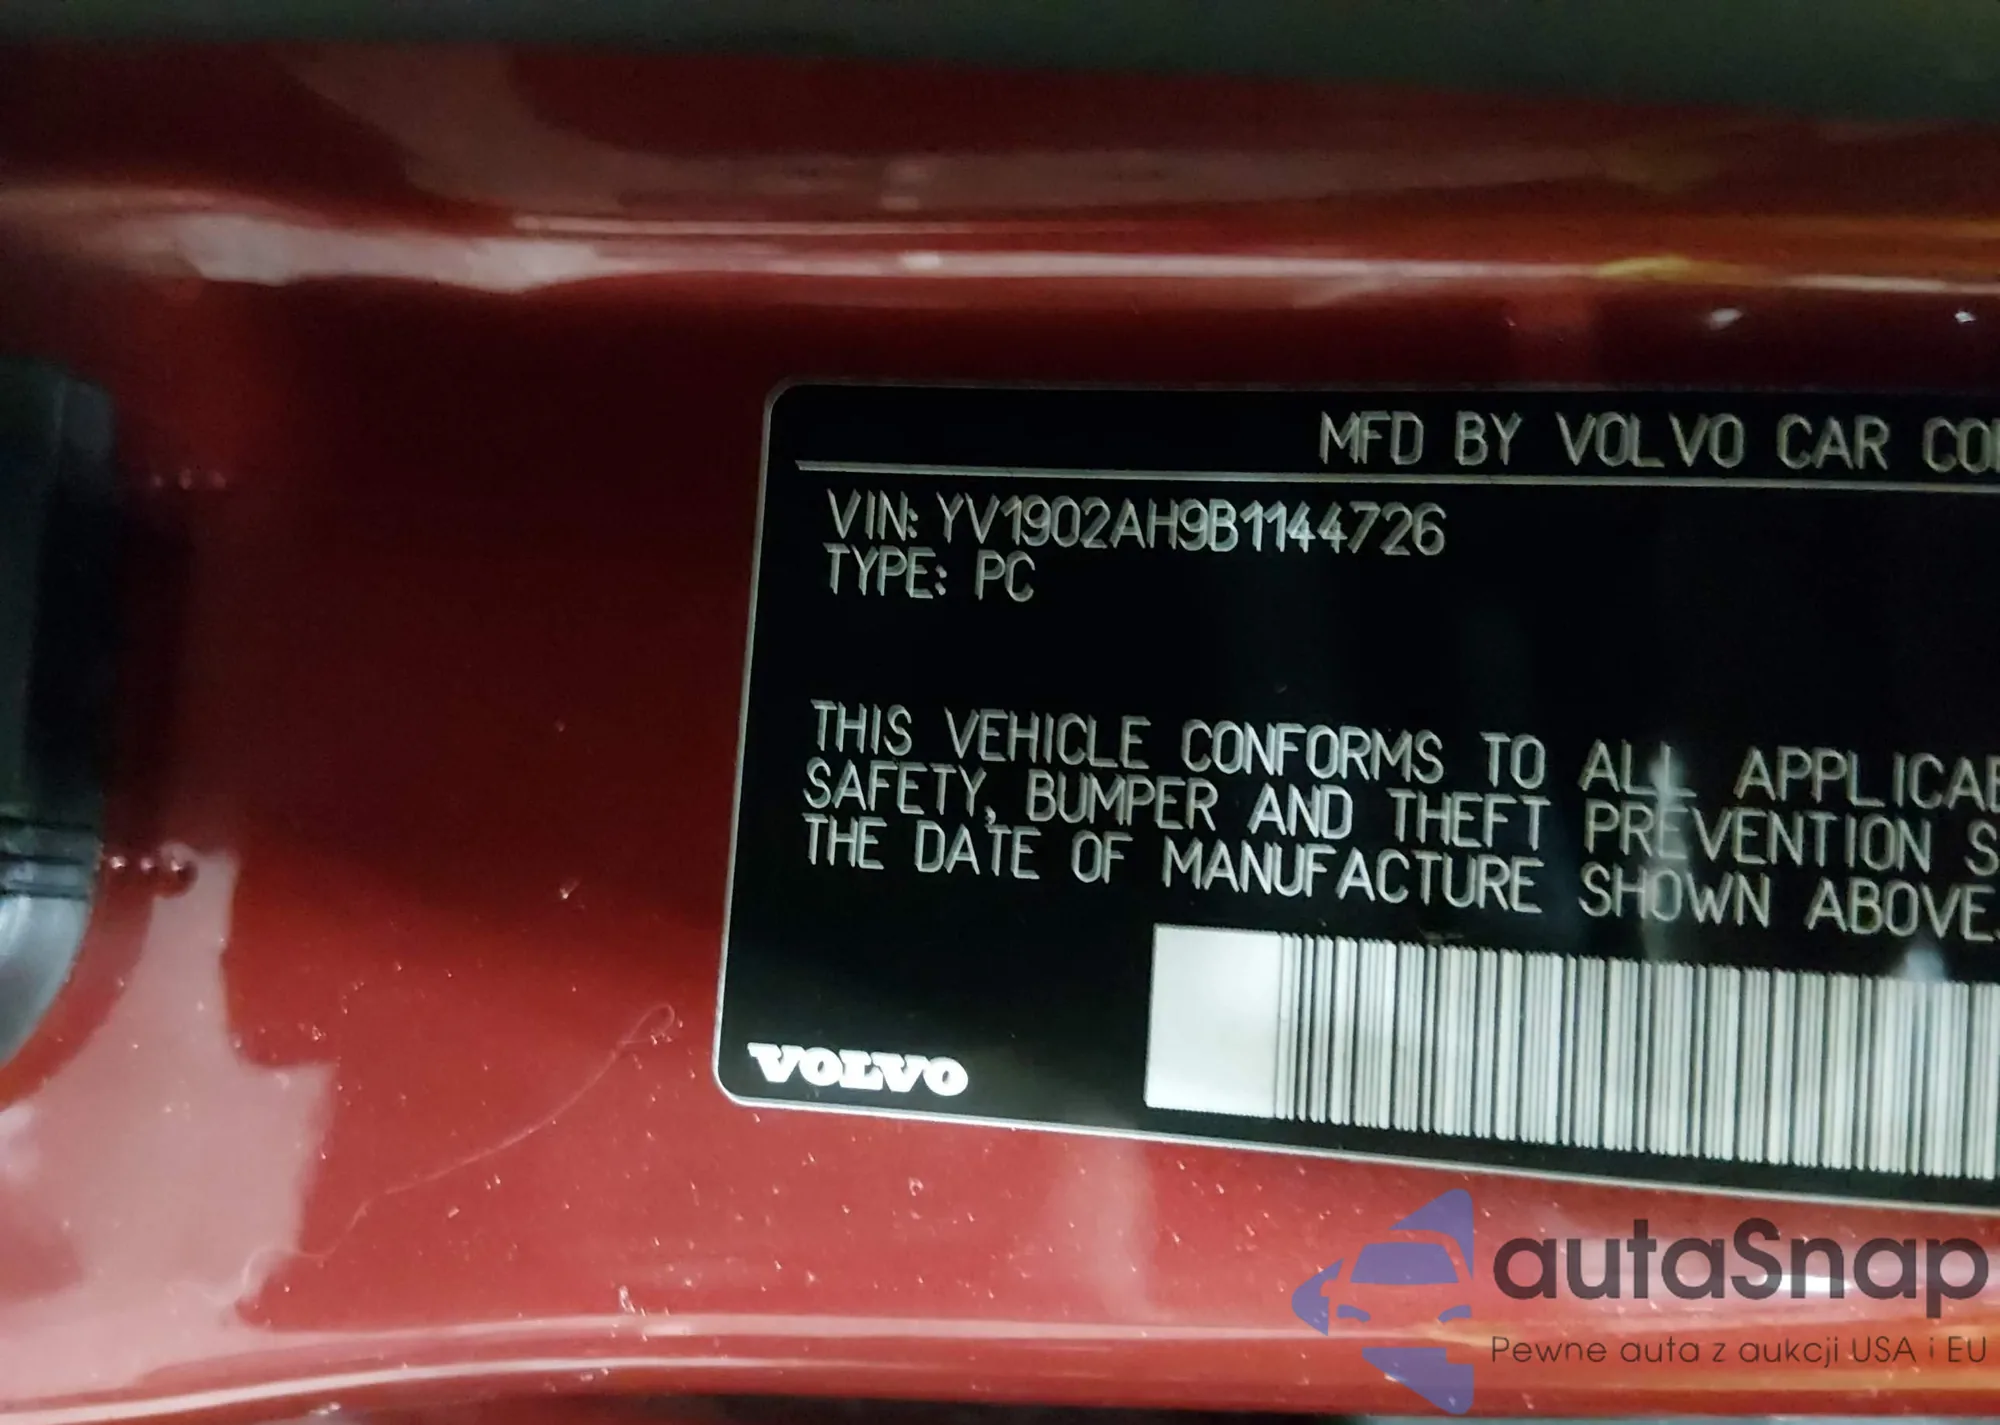 MFD BY VOLVO CAR
VIN: YV1902AH9B1144726
TYPE: PC
THIS VEHICLE CONFORMS TO ALL
SAFETY, BUMPER AND THEFT PREVENTION
THE DATE OF MANUFACTURE SHOWN ABOVE.
VOLVO
autaSnap
Pewne auta z aukcji USA i EU